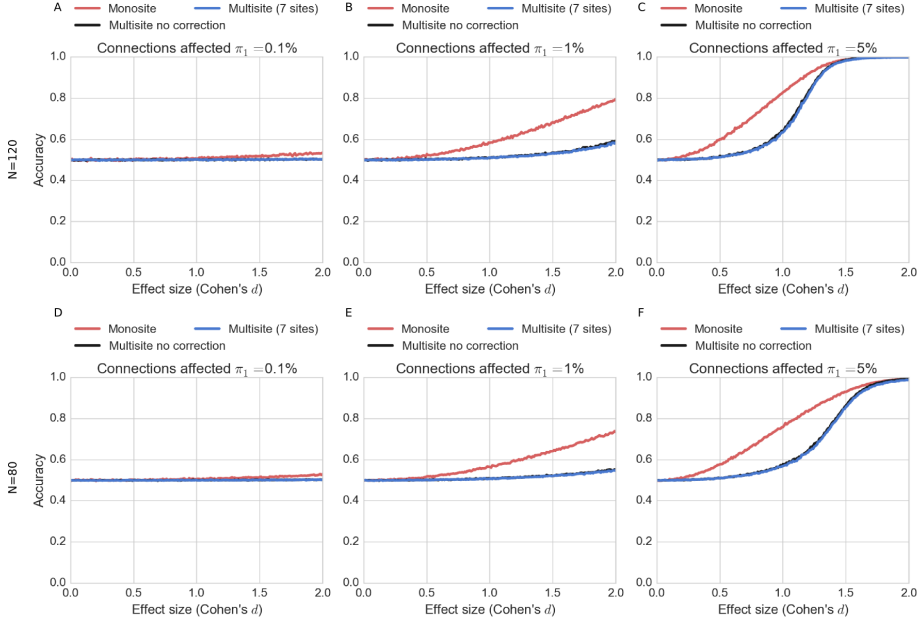 A
Monosite
Multisite (7 sites)
Multisite no correction
Connections affected π₁ =0.1%
B
Monosite
Multisite (7 sites)
Multisite no correction
Connections affected π₁ =1%
C
Monosite
Multisite (7 sites)
Multisite no correction
Connections affected π₁ =5%
N=120
Accuracy
1.0
0.8
0.6
0.4
0.2
0.0
0.0 0.5 1.0 1.5 2.0
Effect size (Cohen's d)
1.0
0.8
0.6
0.4
0.2
0.0
0.0 0.5 1.0 1.5 2.0
Effect size (Cohen's d)
1.0
0.8
0.6
0.4
0.2
0.0
0.0 0.5 1.0 1.5 2.0
Effect size (Cohen's d)
D
Monosite
Multisite (7 sites)
Multisite no correction
Connections affected π₁ =0.1%
E
Monosite
Multisite (7 sites)
Multisite no correction
Connections affected π₁ =1%
F
Monosite
Multisite (7 sites)
Multisite no correction
Connections affected π₁ =5%
N=80
Accuracy
1.0
0.8
0.6
0.4
0.2
0.0
0.0 0.5 1.0 1.5 2.0
Effect size (Cohen's d)
1.0
0.8
0.6
0.4
0.2
0.0
0.0 0.5 1.0 1.5 2.0
Effect size (Cohen's d)
1.0
0.8
0.6
0.4
0.2
0.0
0.0 0.5 1.0 1.5 2.0
Effect size (Cohen's d)